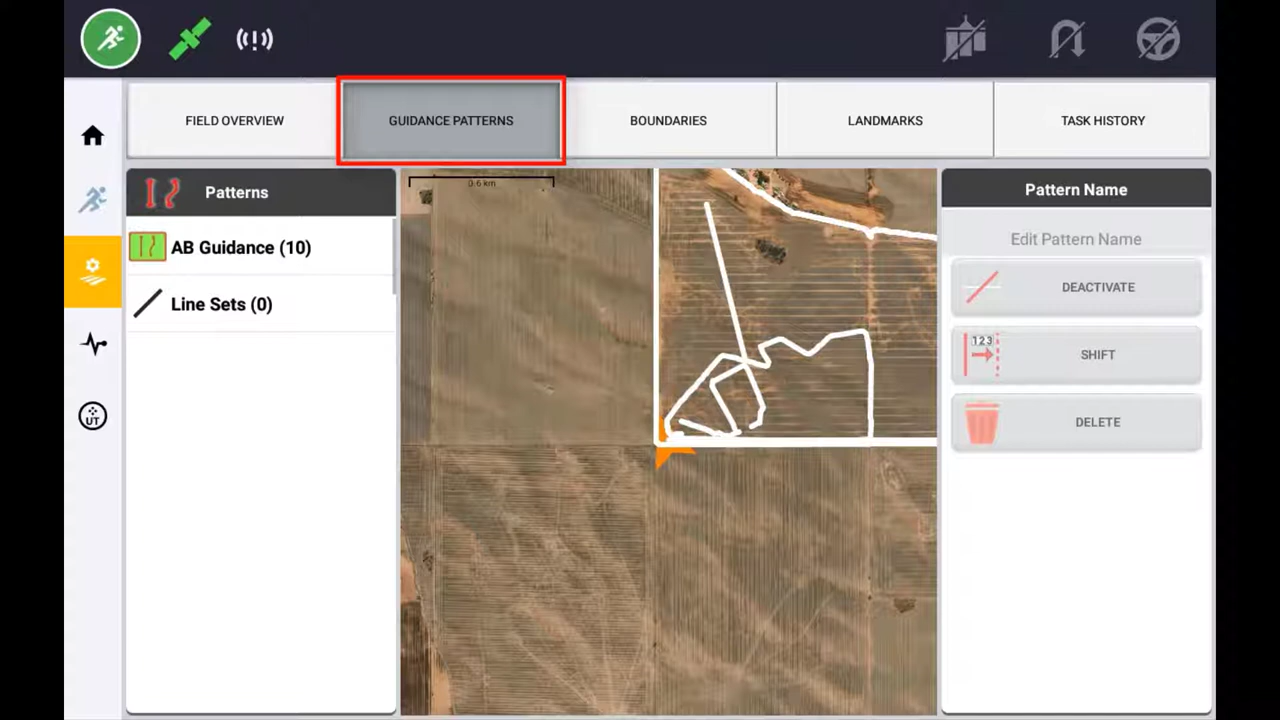 FIELD OVERVIEW
GUIDANCE PATTERNS
BOUNDARIES
LANDMARKS
TASK HISTORY
Patterns
AB Guidance (10)
Line Sets (0)
UT
0.6 km
Pattern Name
Edit Pattern Name
DEACTIVATE
123
SHIFT
DELETE